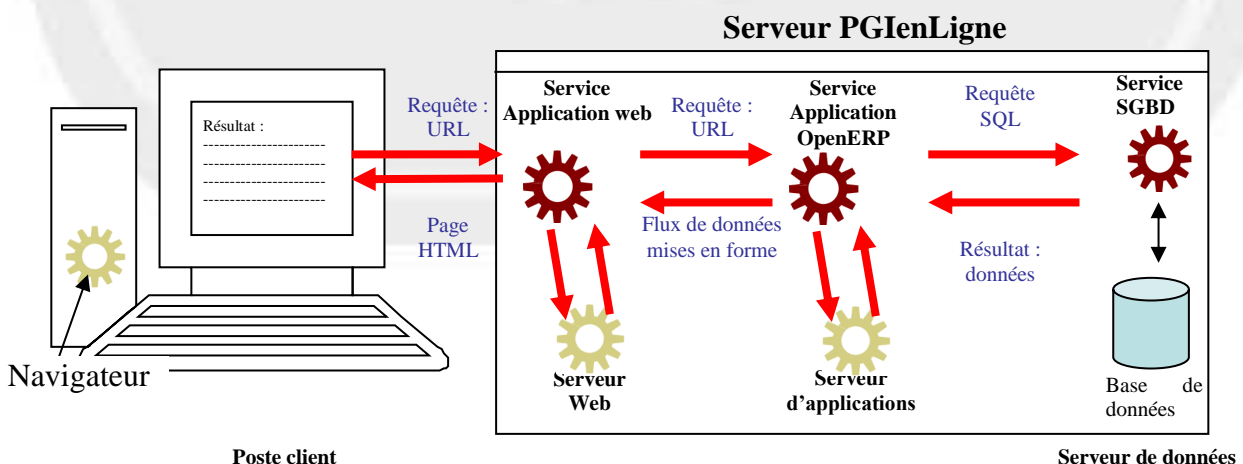 Serveur PGIenLigne
Requête :
URL
Service
Application web
Requête :
URL
Service
Application
OpenERP
Requête
SQL
Service
SGBD
Résultat :
----------------------
----------------------
----------------------
----------------------
Page
HTML
Flux de données
mises en forme
Résultat :
données
Navigateur
Serveur
Web
Serveur
d'applications
Base de
données
Poste client
Serveur de données